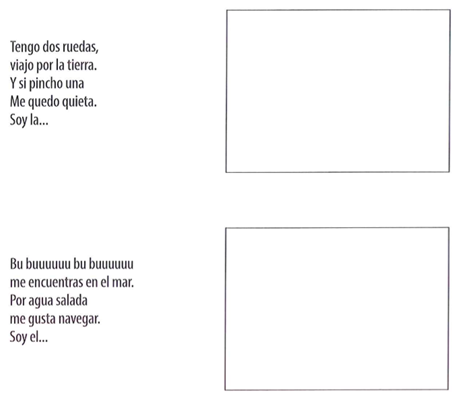 Tengo dos ruedas,
viajo por la tierra.
Y si pincho una
Me quedo quieta.
Soy la...
Bu buuuuuu bu buuuuuu
me encuentras en el mar.
Por agua salada
me gusta navegar.
Soy el...